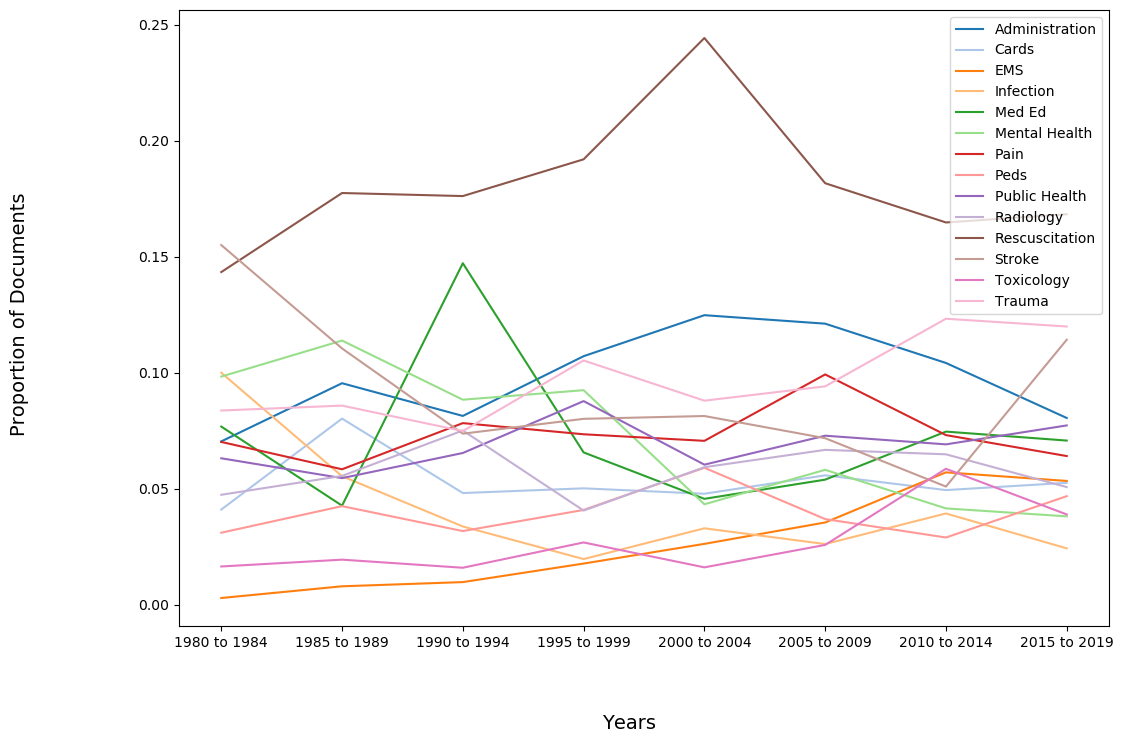 Proportion of Documents
0.25
0.20
0.15
0.10
0.05
0.00
Administration
Cards
EMS
Infection
Med Ed
Mental Health
Pain
Peds
Public Health
Radiology
Rescuscitation
Stroke
Toxicology
Trauma
1980 to 1984 1985 to 1989 1990 to 1994 1995 to 1999 2000 to 2004 2005 to 2009 2010 to 2014 2015 to 2019
Years